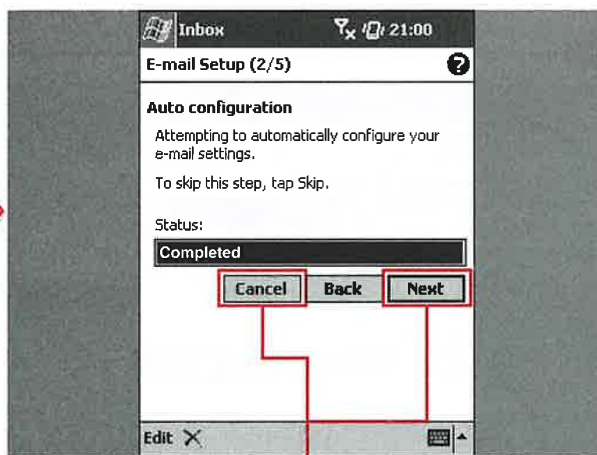 Inbox 21:00
E-mail Setup (2/5)
Auto configuration
Attempting to automatically configure your
e-mail settings.
To skip this step, tap Skip.
Status:
Completed
Cancel Back Next
Edit